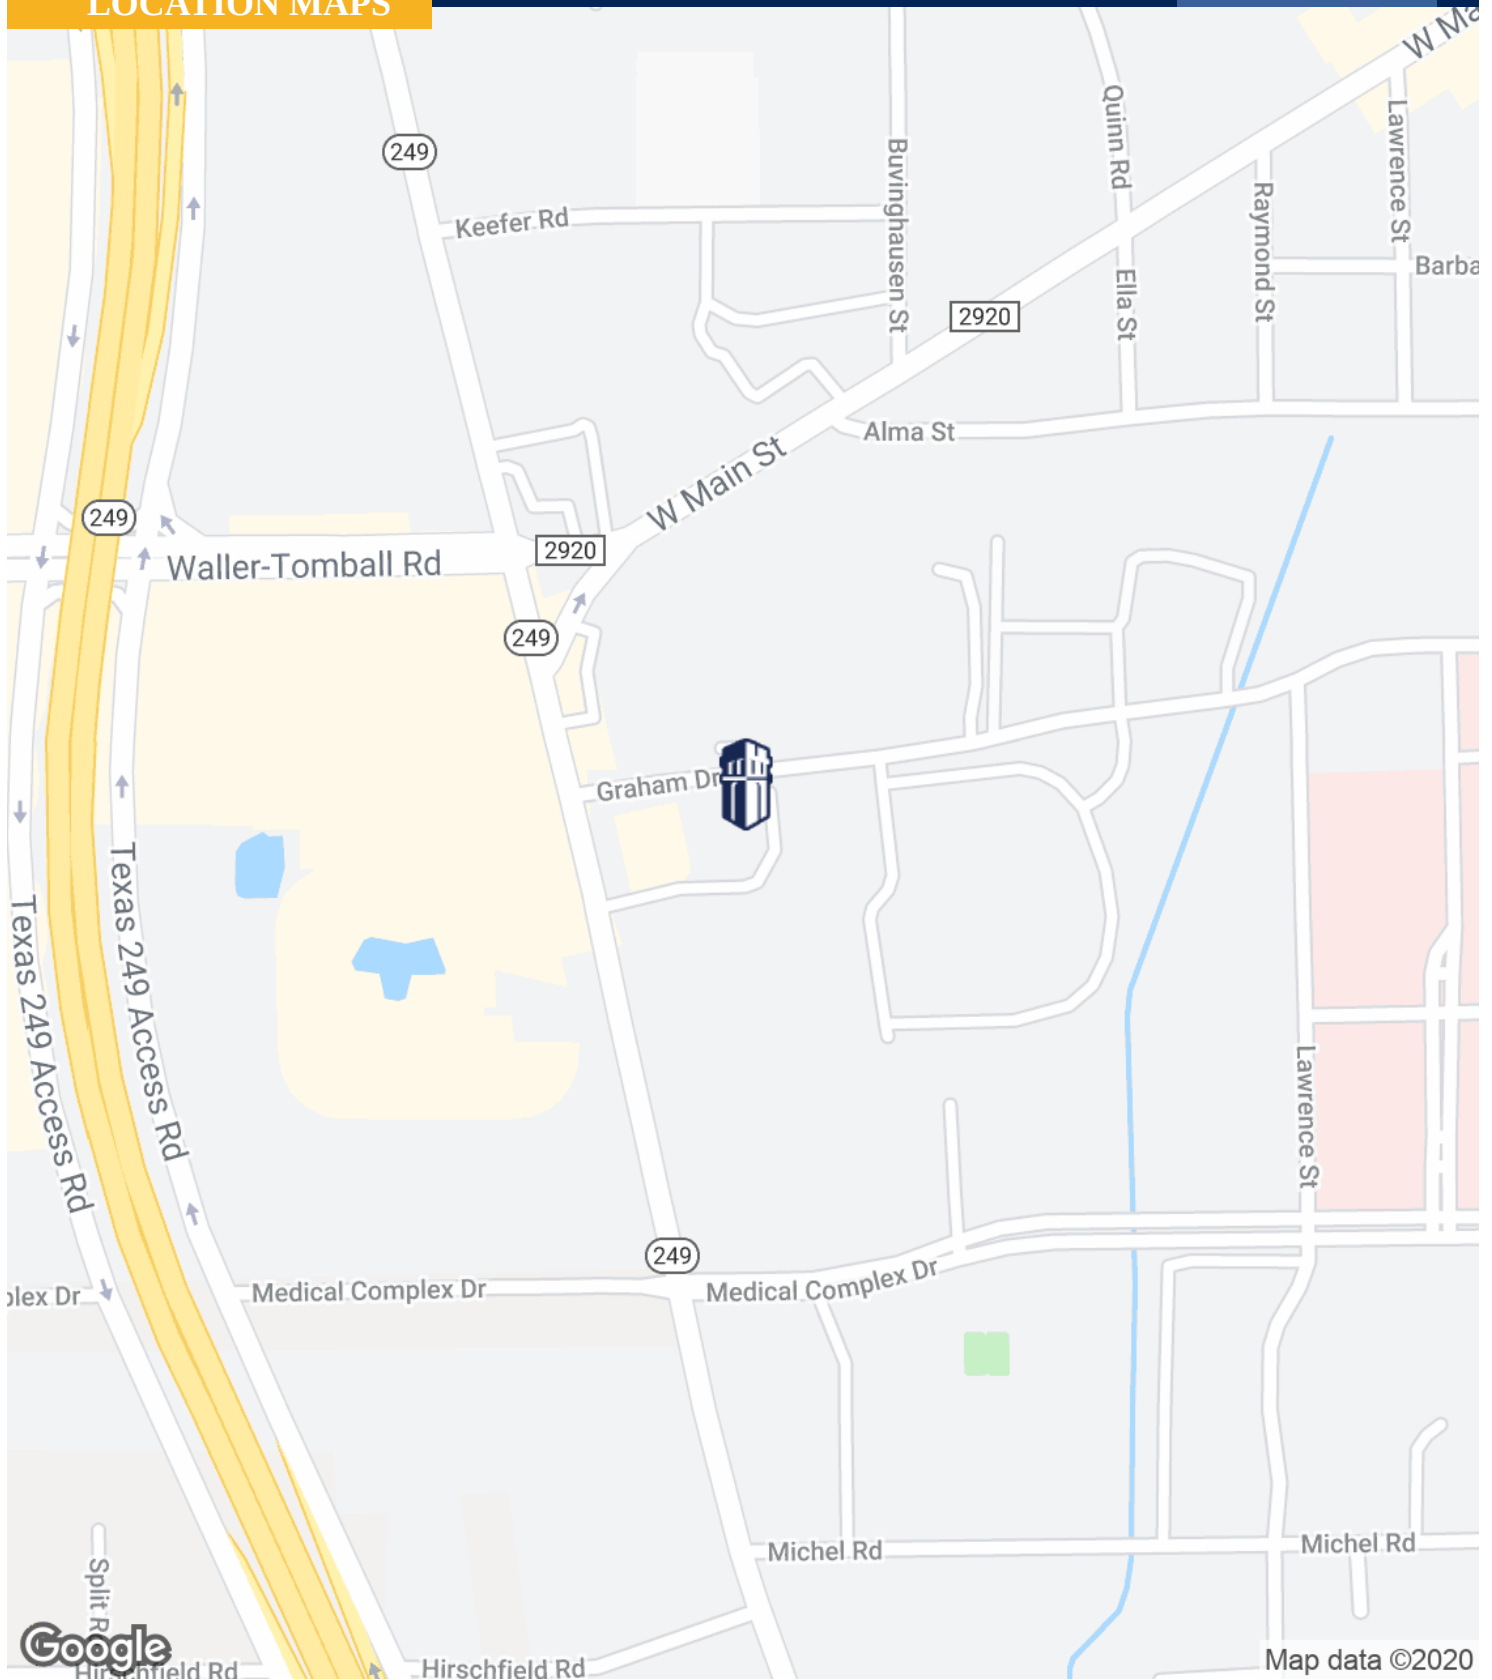 LOCATION MAPS
W Ma
249
Quinn Rd
Lawrence St
Buvinghausen St
Keefer Rd
Raymond St
Barba
Ella St
2920
Alma St
W Main St
249
2920
Waller-Tomball Rd
249
Graham Dr
Texas 249 Access Rd
Texas 249 Access Rd
Lawrence St
249
Medical Complex Dr
Medical Complex Dr
plex Dr
Michel Rd
Michel Rd
Split R
Google
Hirschfield Rd
Hirschfield Rd
Map data ©2020